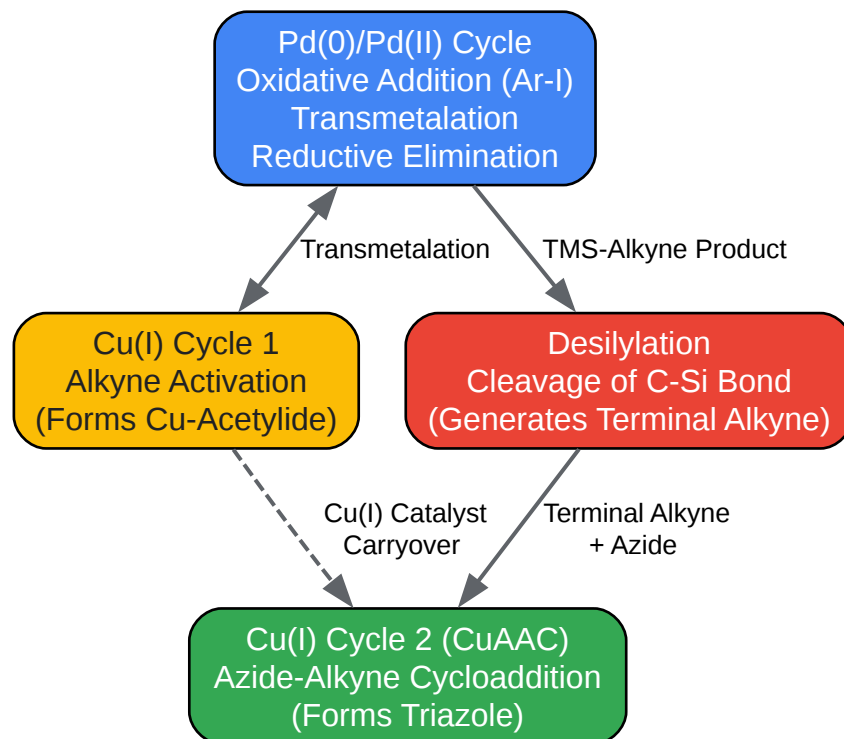 Pd(0)/Pd(II) Cycle
Oxidative Addition (Ar-I)
Transmetalation
Reductive Elimination
Transmetalation
TMS-Alkyne Product
Cu(I) Cycle 1
Alkyne Activation
(Forms Cu-Acetylide)
Desilylation
Cleavage of C-Si Bond
(Generates Terminal Alkyne)
Cu(I) Catalyst
Carryover
Terminal Alkyne
+ Azide
Cu(I) Cycle 2 (CuAAC)
Azide-Alkyne Cycloaddition
(Forms Triazole)